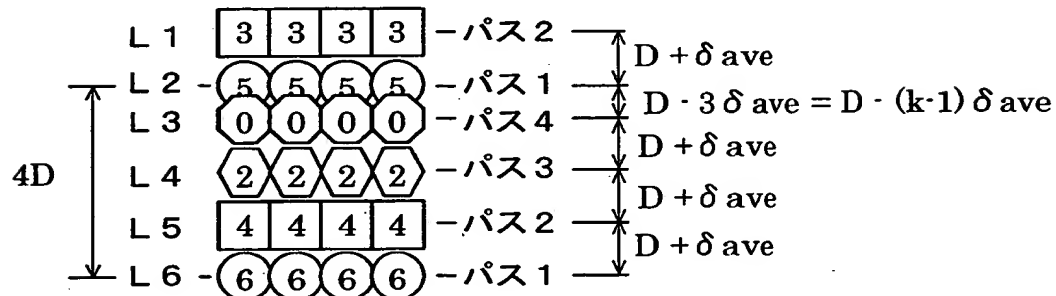 L1 3 3 3 3 -パス2
D + δ ave
L2 - 5 5 5 5 -パス1
D - 3 δ ave = D - (k-1) δ ave
L3 0 0 0 0 -パス4
D + δ ave
4D
L4 2 2 2 2 -パス3
D + δ ave
L5 4 4 4 4 -パス2
D + δ ave
L6 - 6 6 6 6 -パス1